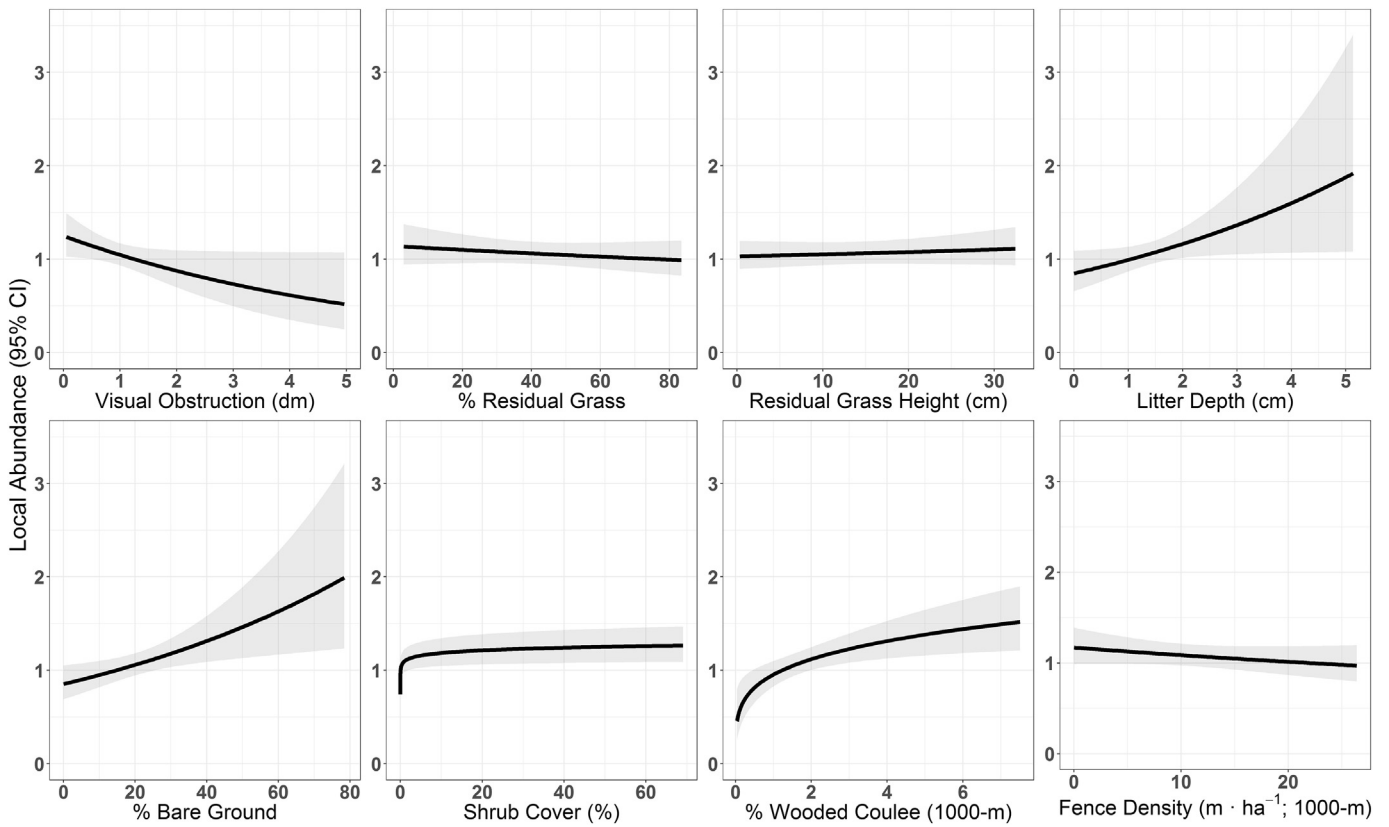 Local Abundance (95% CI)
3
2
1
0
0 1 2 3 4 5
Visual Obstruction (dm)
3
2
1
0
0 20 40 60 80
% Residual Grass
3
2
1
0
0 10 20 30
Residual Grass Height (cm)
3
2
1
0
0 1 2 3 4 5
Litter Depth (cm)
3
2
1
0
0 20 40 60 80
% Bare Ground
3
2
1
0
0 20 40 60
Shrub Cover (%)
3
2
1
0
0 2 4 6
% Wooded Coulee (1000-m)
3
2
1
0
0 10 20
Fence Density (m · ha⁻¹; 1000-m)